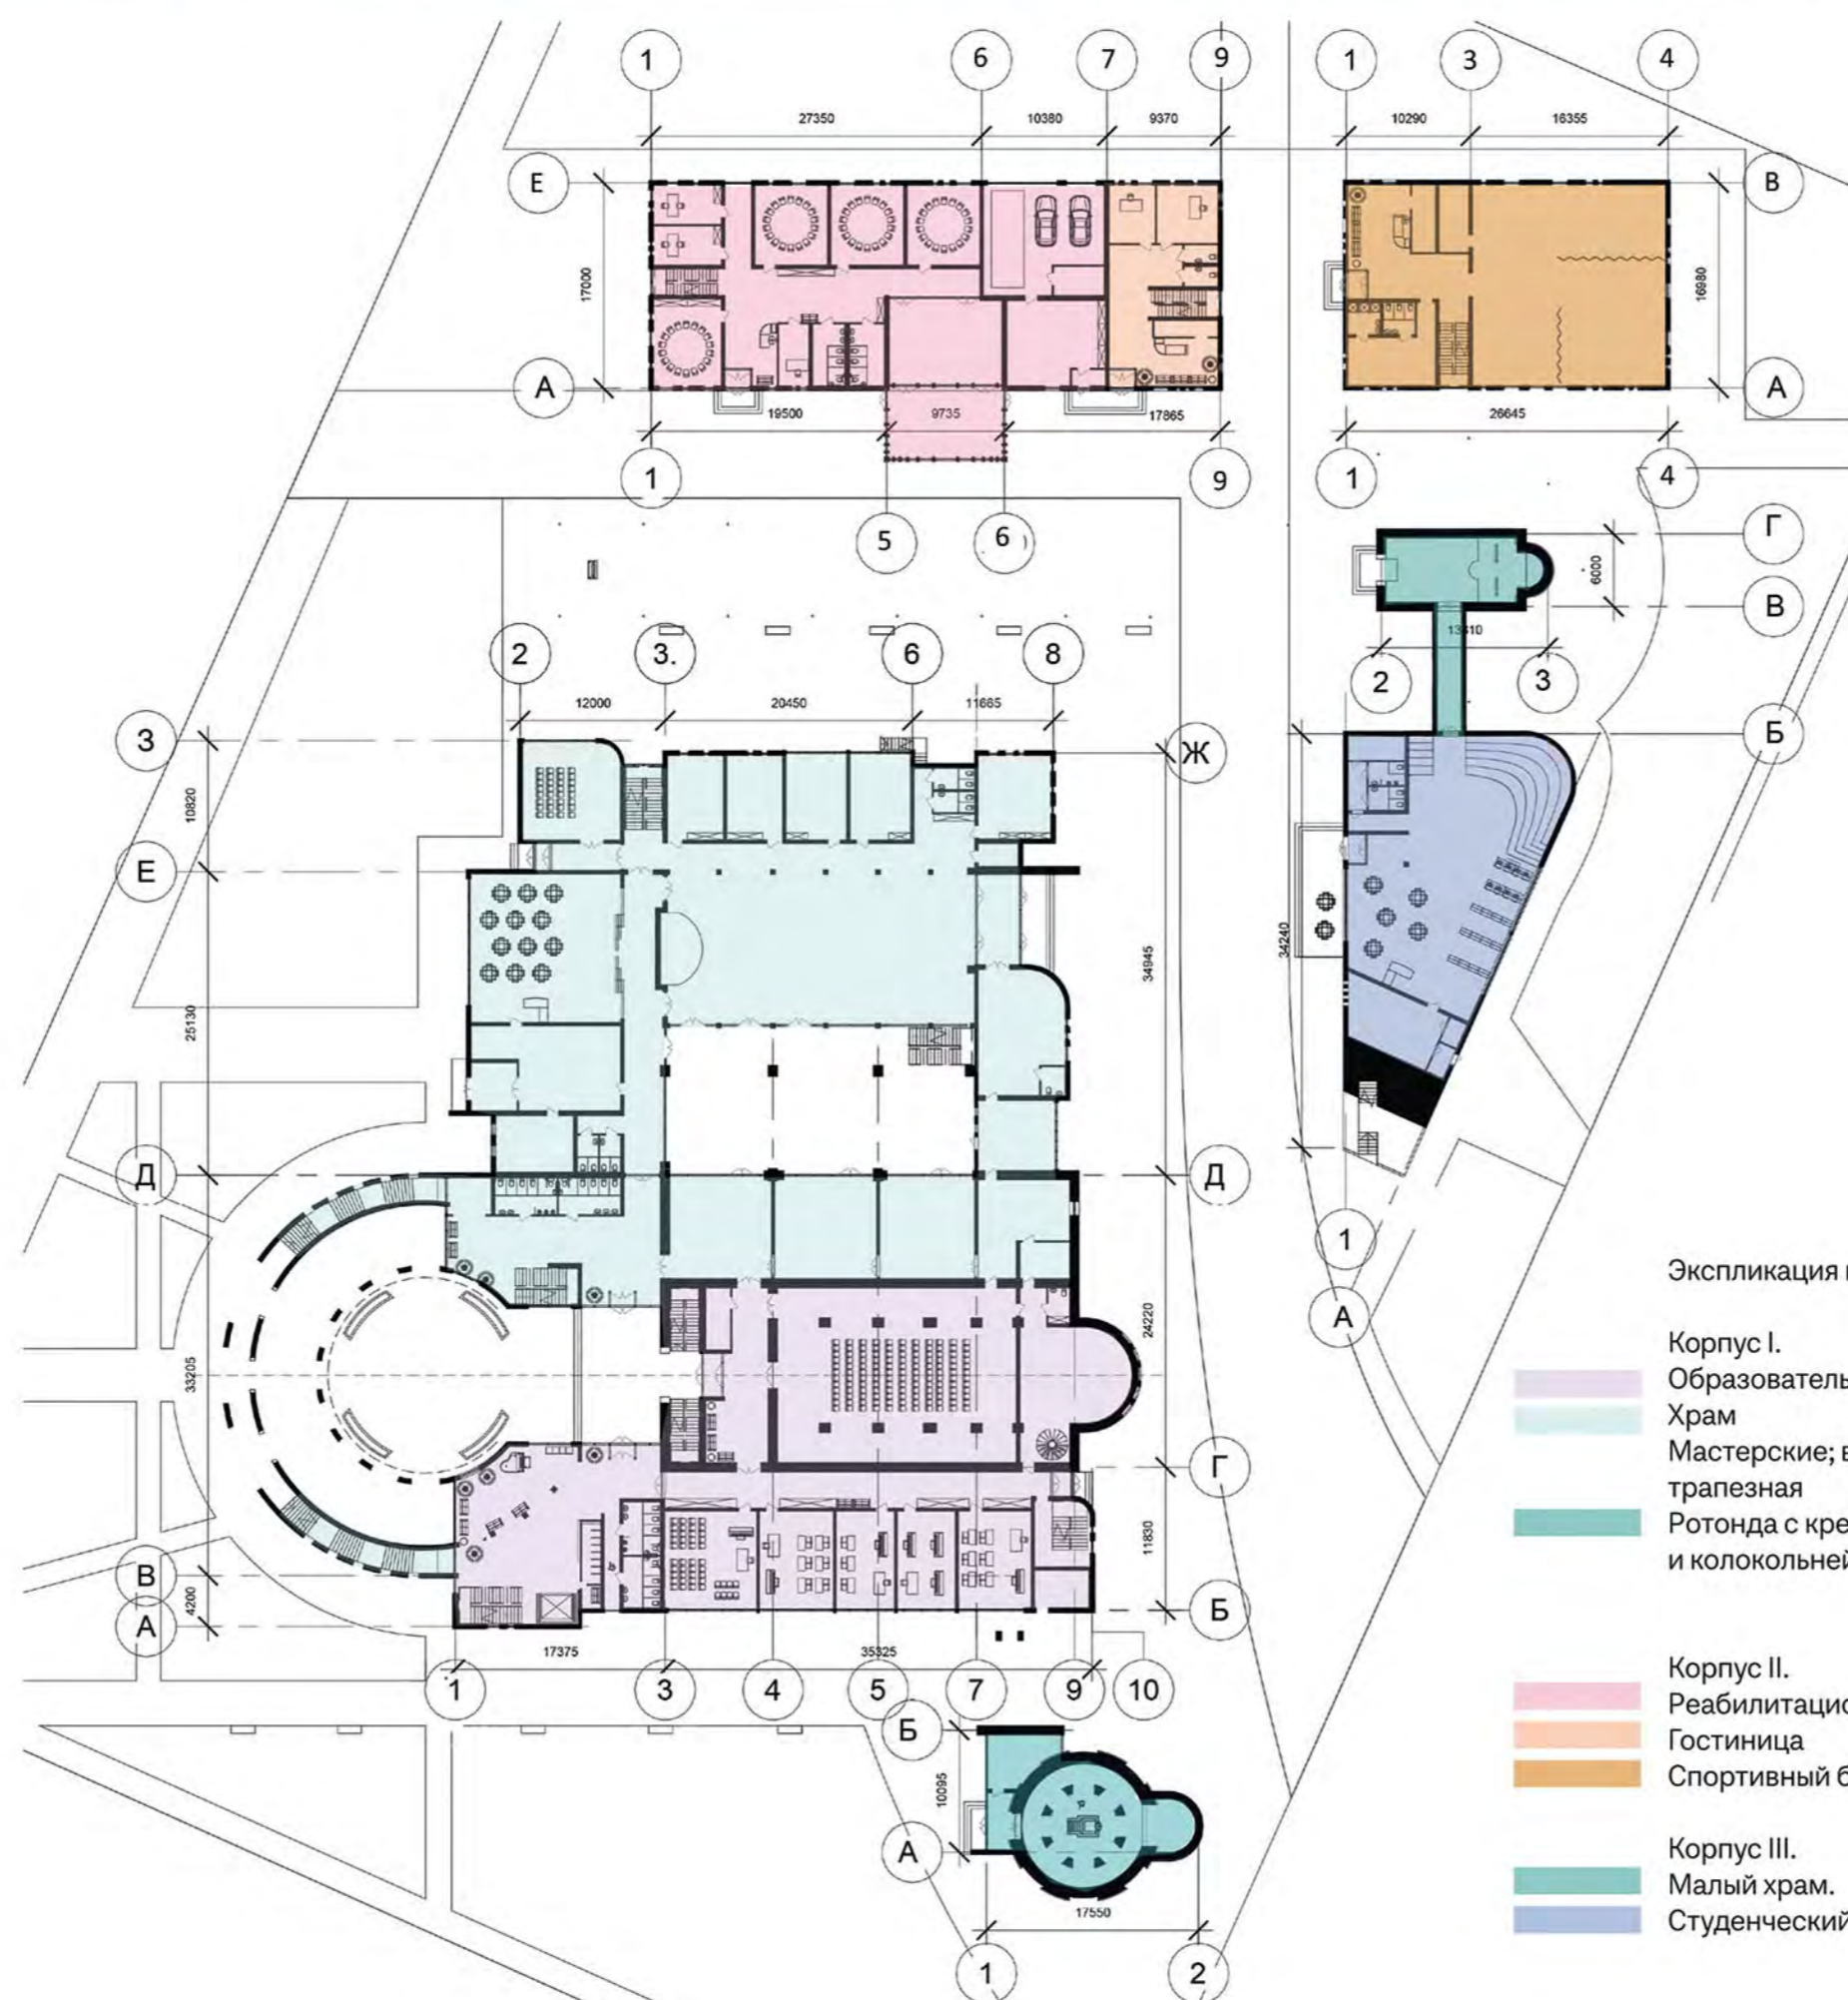 1 6 7 9 1 3 4
27350 10380 9370 10290 16355
Е В
17000 16980
А А
19500 9735 17865 26645
1 9 1 4
5 6
Г
6000
В
2 3. 6 8 2 3
12000 20450 11665
З Ж Б
10820
Е
34945 34240
25130
Д Д
1
А
24220
33205
Г
11830
В
4200
А Б
17375 35325
1 3 4 5 7 9 10
Б
10095
А
17550
1 2
Экспликация
Корпус I.
Образователь
Храм
Мастерские; в
трапезная
Ротонда с кре
и колокольней
Корпус II.
Реабилитацио
Гостиница
Спортивный б
Корпус III.
Малый храм.
Студенческий